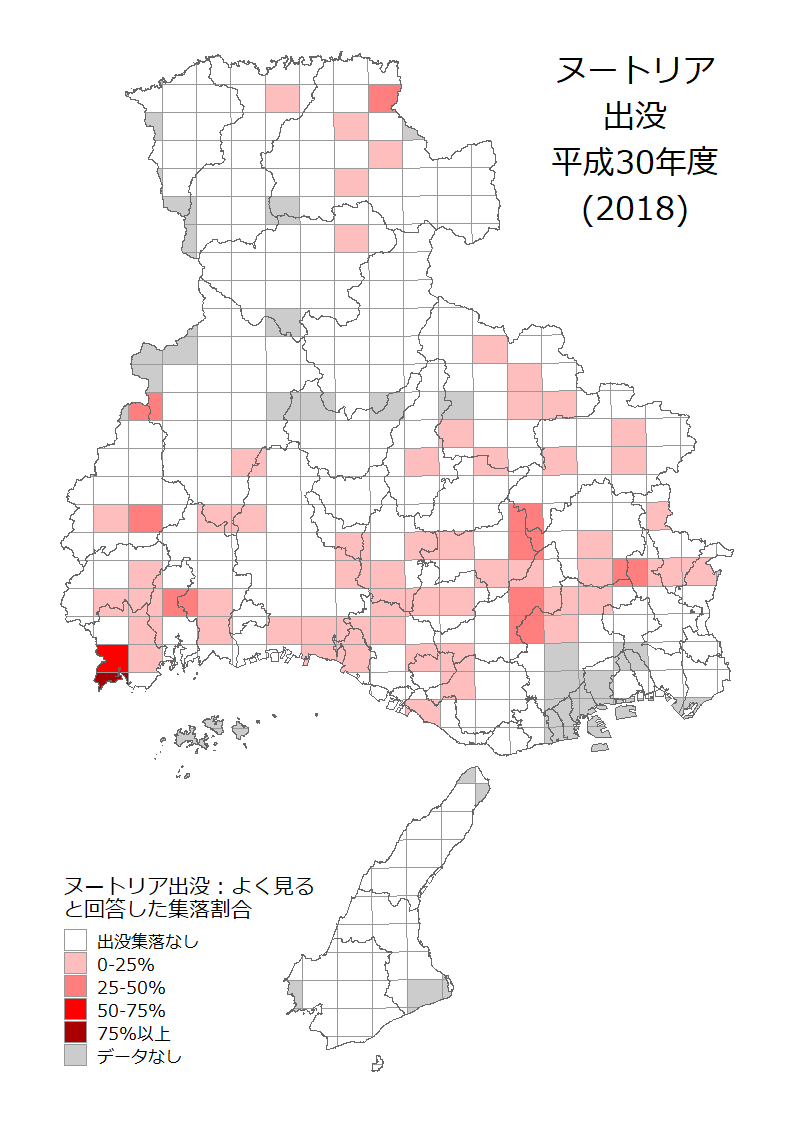 ヌートリア
出没
平成30年度
(2018)
ヌートリア出没：よく見る
と回答した集落割合
出没集落なし
0-25%
25-50%
50-75%
75%以上
データなし